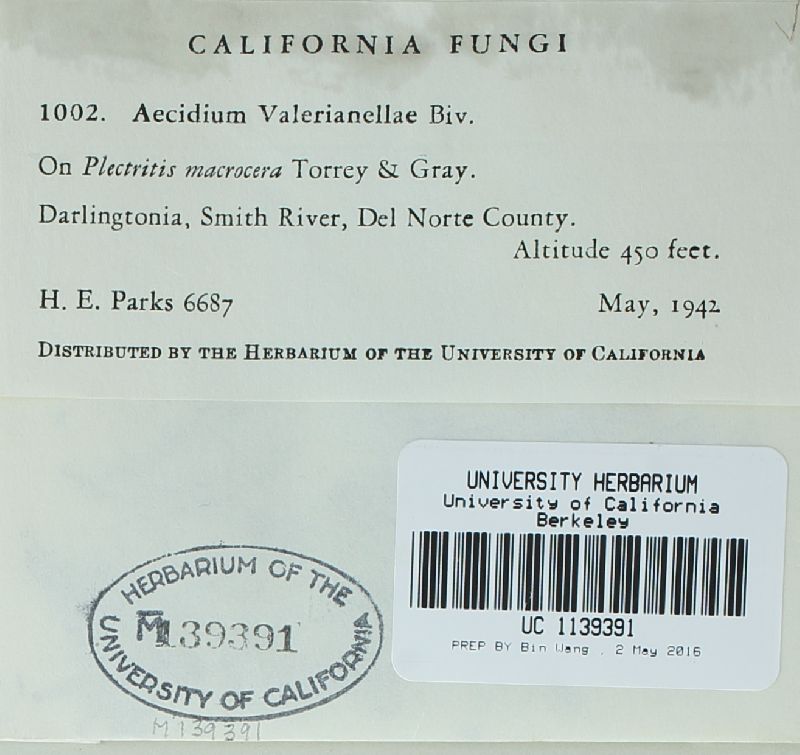 CALIFORNIA FUNGI
1002. Aecidium Valerianellae Biv.
On Plectritis macrocera Torrey & Gray.
Darlingtonia, Smith River, Del Norte County.
Altitude 450 feet.
H. E. Parks 6687 May, 1942
DISTRIBUTED BY THE HERBARIUM OF THE UNIVERSITY OF CALIFORNIA
UNIVERSITY HERBARIUM
University of California
Berkeley
UC 1139391
PREP BY Bin Wang . 2 May 2016
HERBARIUM OF THE
M1139391
UNIVERSITY OF CALIFORNIA
M139391